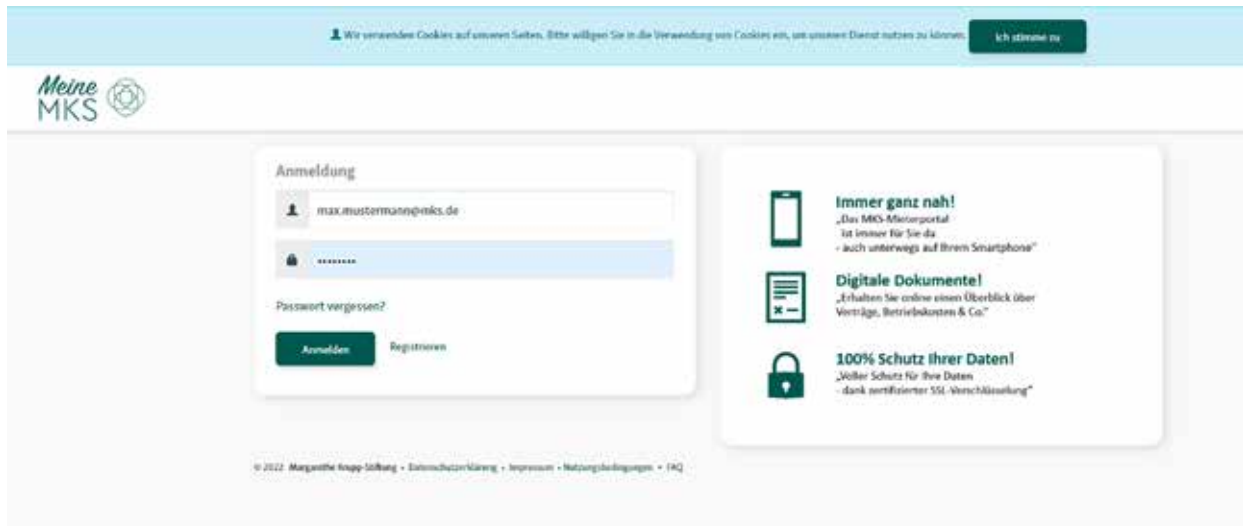 Wir verwenden Cookies auf unseren Seiten. Bitte willigen Sie in die Verwendung von Cookies ein, um unseren Dienst nutzen zu können.
Ich stimme zu
Meine
MKS
Anmeldung
max.mustermann@mks.de
••••••••
Passwort vergessen?
Anmelden
Registrieren
Immer ganz nah!
„Das MKS-Mieterportal
ist immer für Sie da
- auch unterwegs auf Ihrem Smartphone"
Digitale Dokumente!
„Erhalten Sie online einen Überblick über
Verträge, Betriebskosten & Co."
100% Schutz Ihrer Daten!
„Voller Schutz für Ihre Daten
- dank zertifizierter SSL-Verschlüsselung"
© 2022 Margarethe Krupp-Stiftung • Datenschutzerklärung • Impressum • Nutzungsbedingungen • FAQ